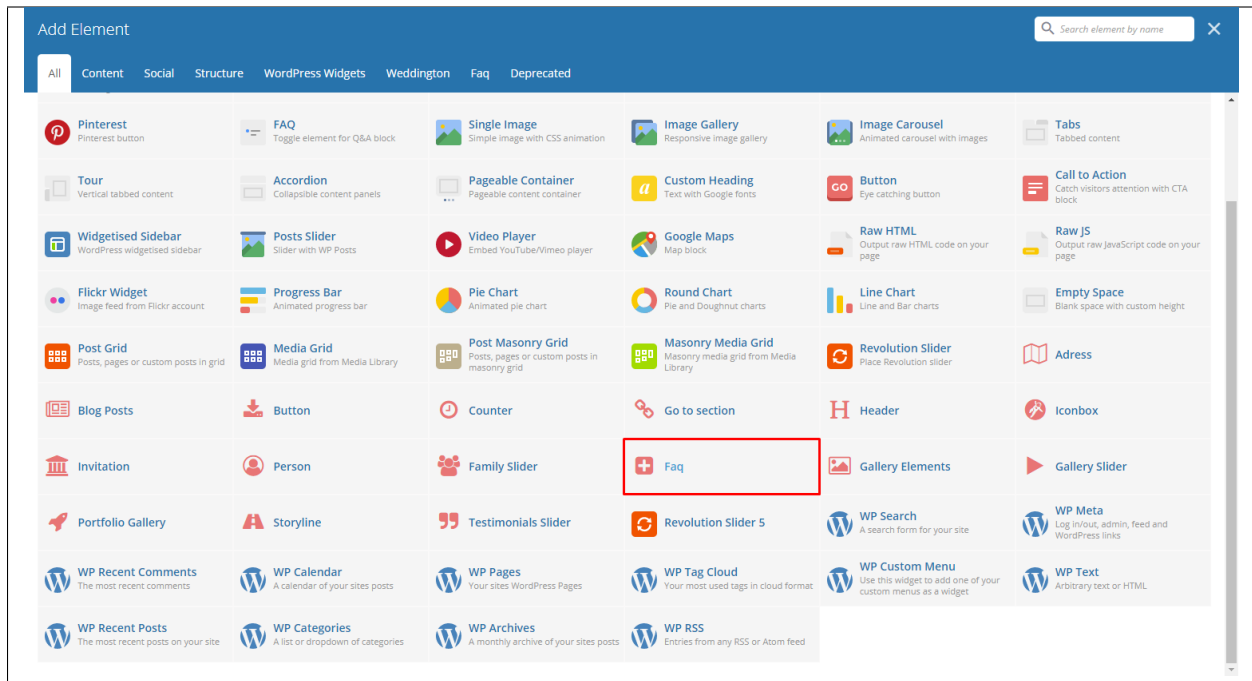 Add Element
Search element by name
All Content Social Structure WordPress Widgets Weddington Faq Deprecated
Pinterest
Pinterest button
FAQ
Toggle element for Q&A block
Single Image
Simple image with CSS animation
Image Gallery
Responsive image gallery
Image Carousel
Animated carousel with images
Tabs
Tabbed content
Tour
Vertical tabbed content
Accordion
Collapsible content panels
Pageable Container
Pageable content container
a
Custom Heading
Text with Google fonts
GO
Button
Eye catching button
Call to Action
Catch visitors attention with CTA
block
Widgetised Sidebar
WordPress widgetised sidebar
Posts Slider
Slider with WP Posts
Video Player
Embed YouTube/Vimeo player
Google Maps
Map block
Raw HTML
Output raw HTML code on your
page
Raw JS
Output raw JavaScript code on your
page
Flickr Widget
Image feed from Flickr account
Progress Bar
Animated progress bar
Pie Chart
Animated pie chart
Round Chart
Pie and Doughnut charts
Line Chart
Line and Bar charts
Empty Space
Blank space with custom height
Post Grid
Posts, pages or custom posts in grid
Media Grid
Media grid from Media Library
Post Masonry Grid
Posts, pages or custom posts in
masonry grid
Masonry Media Grid
Masonry media grid from Media
Library
Revolution Slider
Place Revolution slider
Adress
Blog Posts
Button
Counter
Go to section
H
Header
Iconbox
Invitation
Person
Family Slider
Faq
Gallery Elements
Gallery Slider
Portfolio Gallery
Storyline
Testimonials Slider
Revolution Slider 5
WP Search
A search form for your site
WP Meta
Log in/out, admin, feed and
WordPress links
WP Recent Comments
The most recent comments
WP Calendar
A calendar of your sites posts
WP Pages
Your sites WordPress Pages
WP Tag Cloud
Your most used tags in cloud format
WP Custom Menu
Use this widget to add one of your
custom menus as a widget
WP Text
Arbitrary text or HTML
WP Recent Posts
The most recent posts on your site
WP Categories
A list or dropdown of categories
WP Archives
A monthly archive of your sites posts
WP RSS
Entries from any RSS or Atom feed